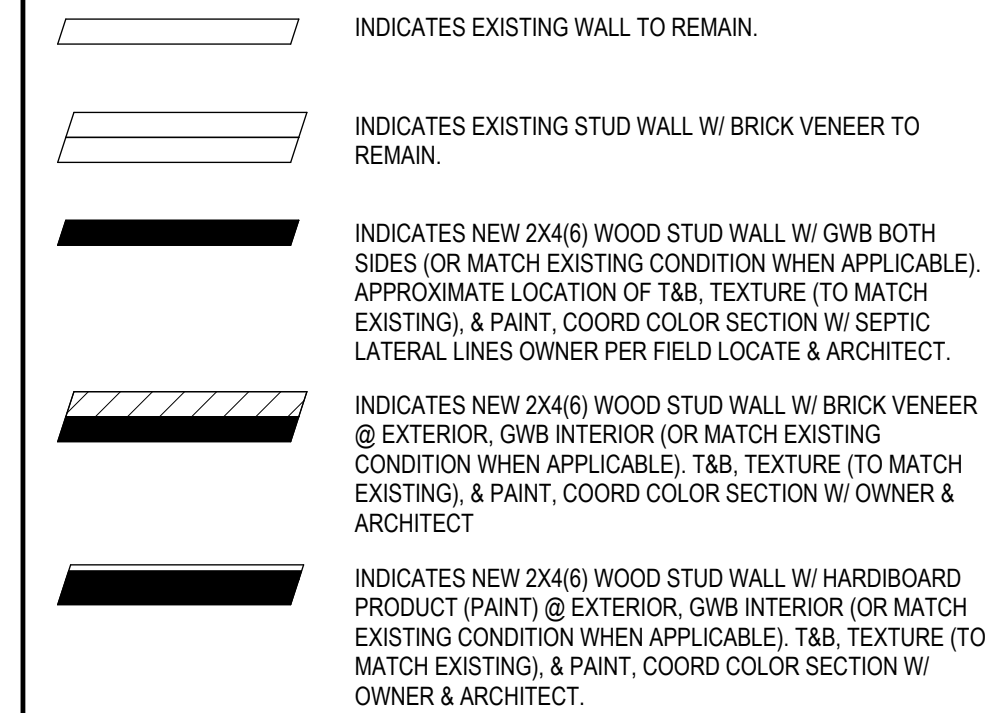 INDICATES EXISTING WALL TO REMAIN.
INDICATES EXISTING STUD WALL W/ BRICK VENEER TO
REMAIN.
INDICATES NEW 2X4(6) WOOD STUD WALL W/ GWB BOTH
SIDES (OR MATCH EXISTING CONDITION WHEN APPLICABLE).
APPROXIMATE LOCATION OF T&B, TEXTURE (TO MATCH
EXISTING), & PAINT, COORD COLOR SECTION W/ SEPTIC
LATERAL LINES OWNER PER FIELD LOCATE & ARCHITECT.
INDICATES NEW 2X4(6) WOOD STUD WALL W/ BRICK VENEER
@ EXTERIOR, GWB INTERIOR (OR MATCH EXISTING
CONDITION WHEN APPLICABLE). T&B, TEXTURE (TO MATCH
EXISTING), & PAINT, COORD COLOR SECTION W/ OWNER &
ARCHITECT
INDICATES NEW 2X4(6) WOOD STUD WALL W/ HARDIBOARD
PRODUCT (PAINT) @ EXTERIOR, GWB INTERIOR (OR MATCH
EXISTING CONDITION WHEN APPLICABLE). T&B, TEXTURE (TO
MATCH EXISTING), & PAINT, COORD COLOR SECTION W/
OWNER & ARCHITECT.